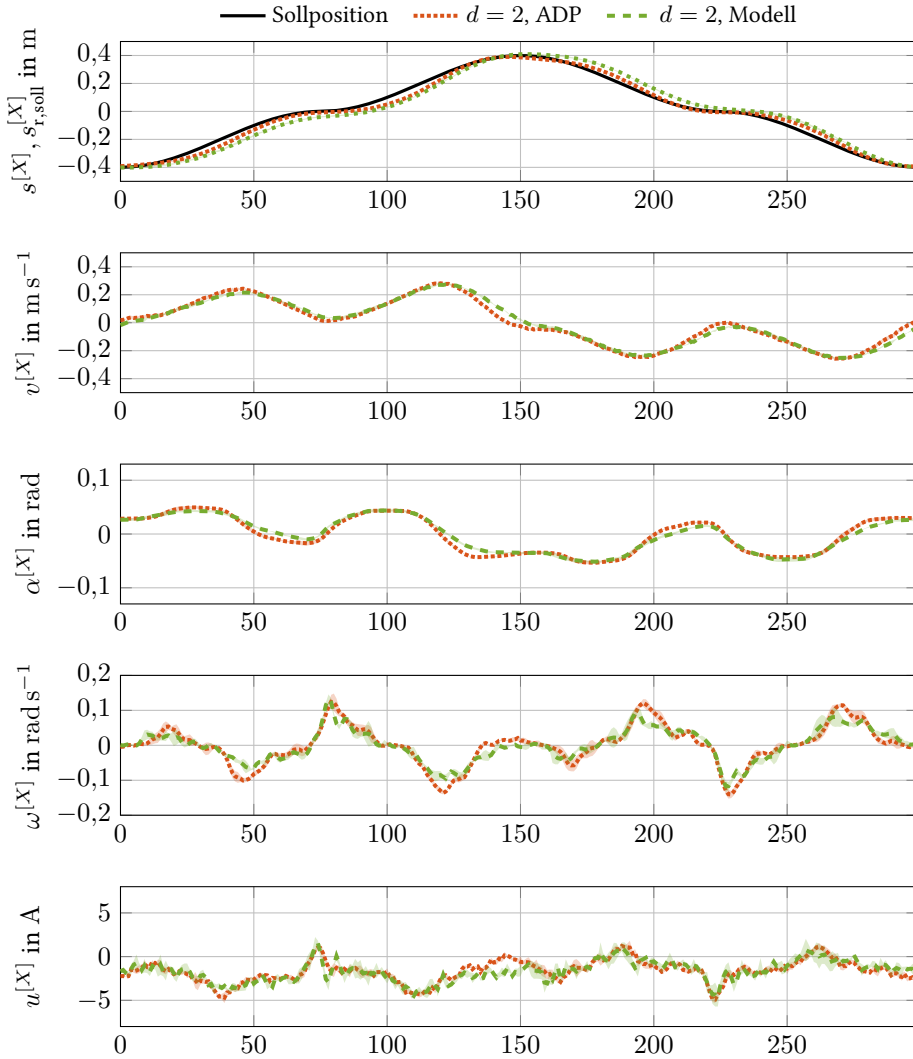 Sollposition d = 2, ADP d = 2, Modell
s^[X], s_r,soll^[X] in m
0,4
0,2
0
−0,2
−0,4
0 50 100 150 200 250
v^[X] in m s^−1
0,4
0,2
0
−0,2
−0,4
0 50 100 150 200 250
α^[X] in rad
0,1
0
−0,1
0 50 100 150 200 250
ω^[X] in rad s^−1
0,2
0,1
0
−0,1
−0,2
0 50 100 150 200 250
u^[X] in A
5
0
−5
0 50 100 150 200 250